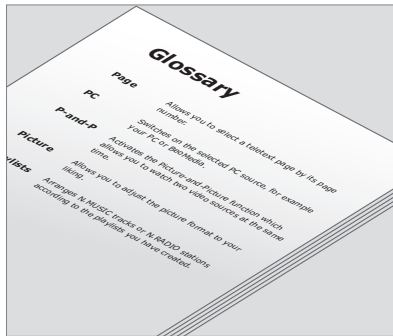 Glossary
Page
Allows you to select a teletext page by its page
number.
PC
Switches on the selected PC source, for example
your PC or BeoMedia.
P-and-P
Activates the Picture-and-Picture function which
allows you to watch two video sources at the same
time.
Picture
Allows you to adjust the picture format to your
liking.
ylists
Arranges N.MUSIC tracks or N.RADIO stations
according to the playlists you have created.